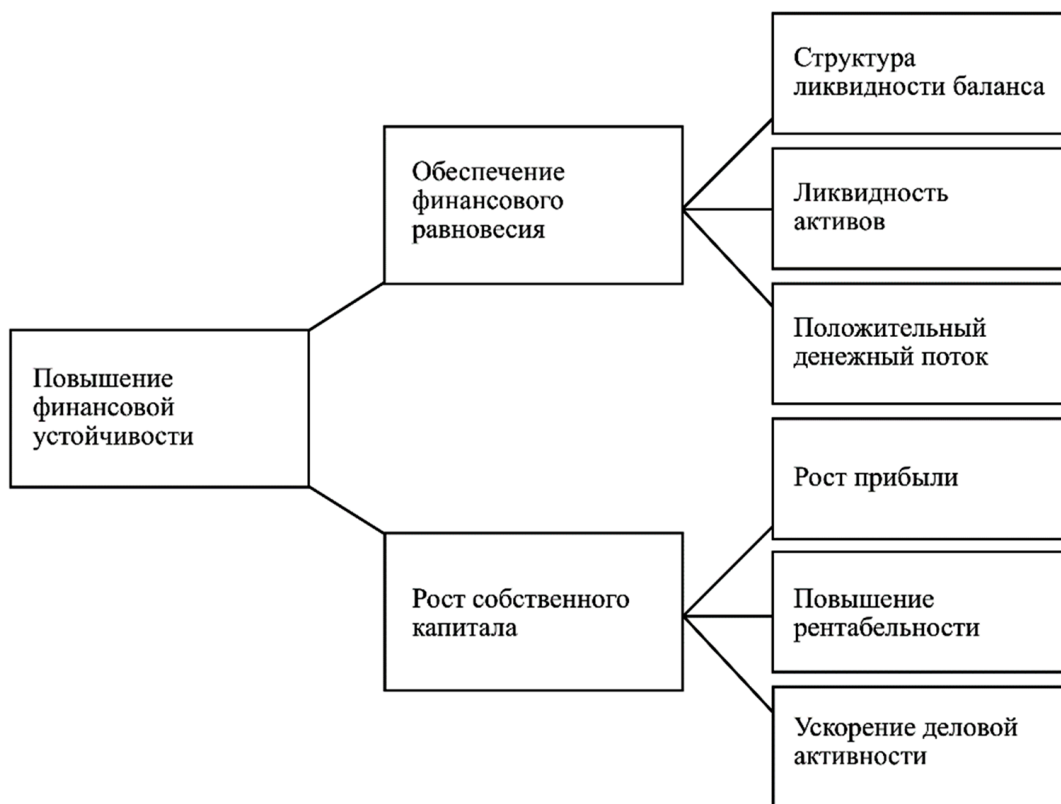 Повышение
финансовой
устойчивости
Обеспечение
финансового
равновесия
Структура
ликвидности баланса
Ликвидность
активов
Положительный
денежный поток
Рост собственного
капитала
Рост прибыли
Повышение
рентабельности
Ускорение деловой
активности